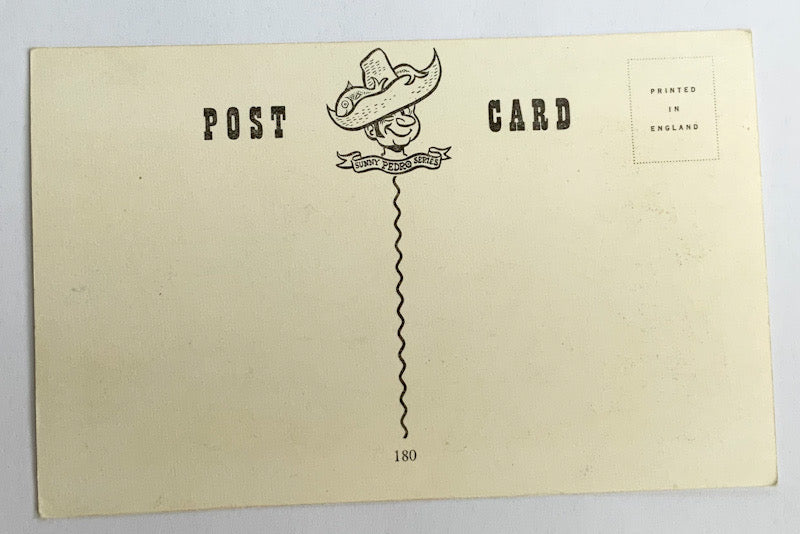 POST CARD
SUNNY PEDRO SERIES
PRINTED
IN
ENGLAND
180